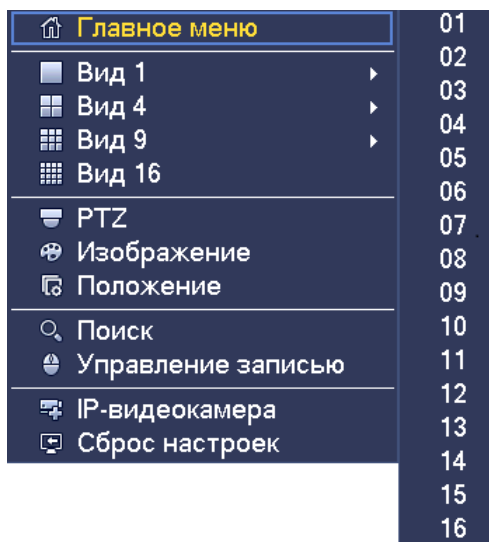 Главное меню
Вид 1
Вид 4
Вид 9
Вид 16
PTZ
Изображение
Положение
Поиск
Управление записью
IP-видеокамера
Сброс настроек
01
02
03
04
05
06
07
08
09
10
11
12
13
14
15
16